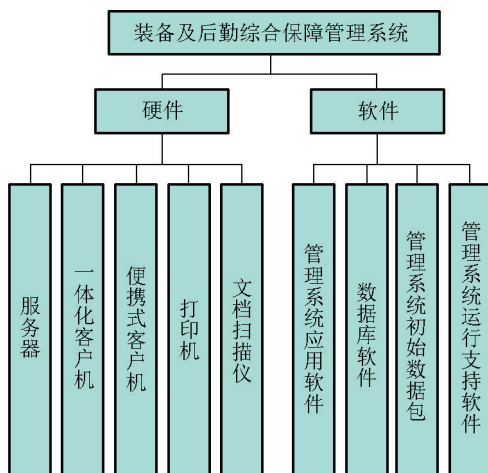 装备及后勤综合保障管理系统
硬件
软件
服务器
一体化客户机
便携式客户机
打印机
文档扫描仪
管理系统应用软件
数据库软件
管理系统初始数据包
管理系统运行支持软件